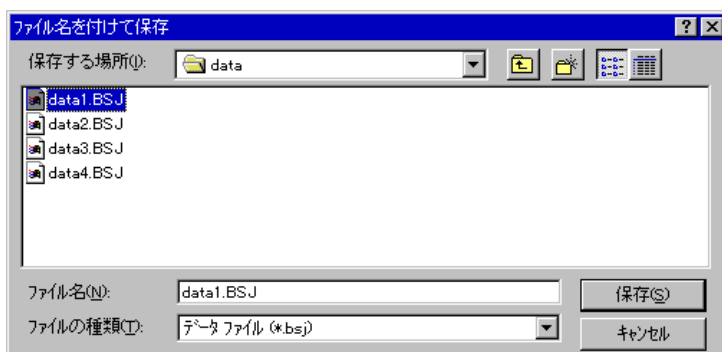 ファイル名を付けて保存
保存する場所(I): data
data1.BSJ
data2.BSJ
data3.BSJ
data4.BSJ
ファイル名(N): data1.BSJ 保存(S)
ファイルの種類(T): データ ファイル (*.bsj) キャンセル